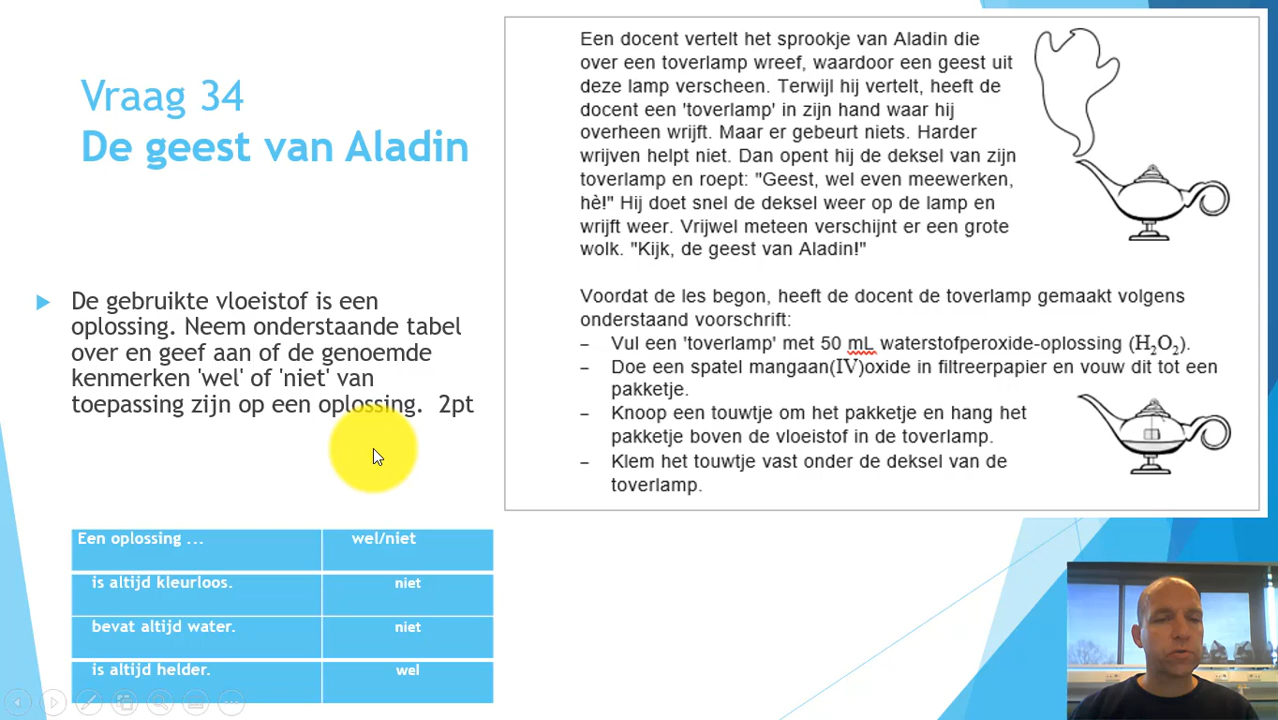 Vraag 34
De geest van Aladin
De gebruikte vloeistof is een
oplossing. Neem onderstaande tabel
over en geef aan of de genoemde
kenmerken 'wel' of 'niet' van
toepassing zijn op een oplossing. 2pt
Een oplossing ... wel/niet
is altijd kleurloos. niet
bevat altijd water. niet
is altijd helder. wel
Een docent vertelt het sprookje van Aladin die
over een toverlamp wreef, waardoor een geest uit
deze lamp verscheen. Terwijl hij vertelt, heeft de
docent een 'toverlamp' in zijn hand waar hij
overheen wrijft. Maar er gebeurt niets. Harder
wrijven helpt niet. Dan opent hij de deksel van zijn
toverlamp en roept: "Geest, wel even meewerken,
hè!" Hij doet snel de deksel weer op de lamp en
wrijft weer. Vrijwel meteen verschijnt er een grote
wolk. "Kijk, de geest van Aladin!"
Voordat de les begon, heeft de docent de toverlamp gemaakt volgens
onderstaand voorschrift:
– Vul een 'toverlamp' met 50 mL waterstofperoxide-oplossing (H₂O₂).
– Doe een spatel mangaan(IV)oxide in filtreerpapier en vouw dit tot een
pakketje.
– Knoop een touwtje om het pakketje en hang het
pakketje boven de vloeistof in de toverlamp.
– Klem het touwtje vast onder de deksel van de
toverlamp.